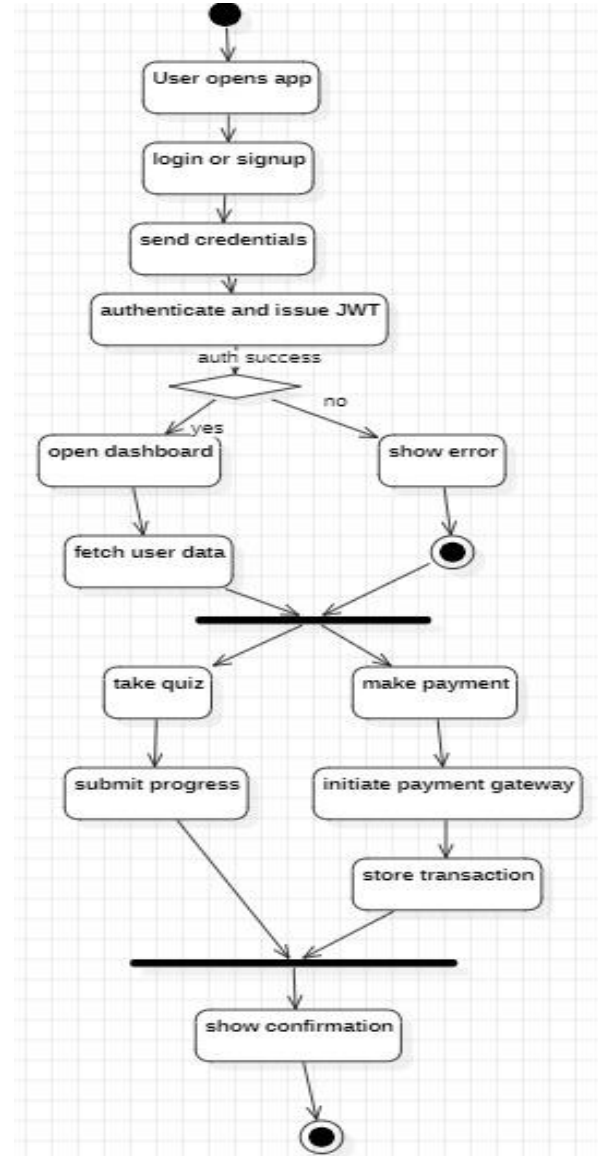 User opens app
login or signup
send credentials
authenticate and issue JWT
auth success
no
yes
open dashboard
show error
fetch user data
take quiz
make payment
submit progress
initiate payment gateway
store transaction
show confirmation